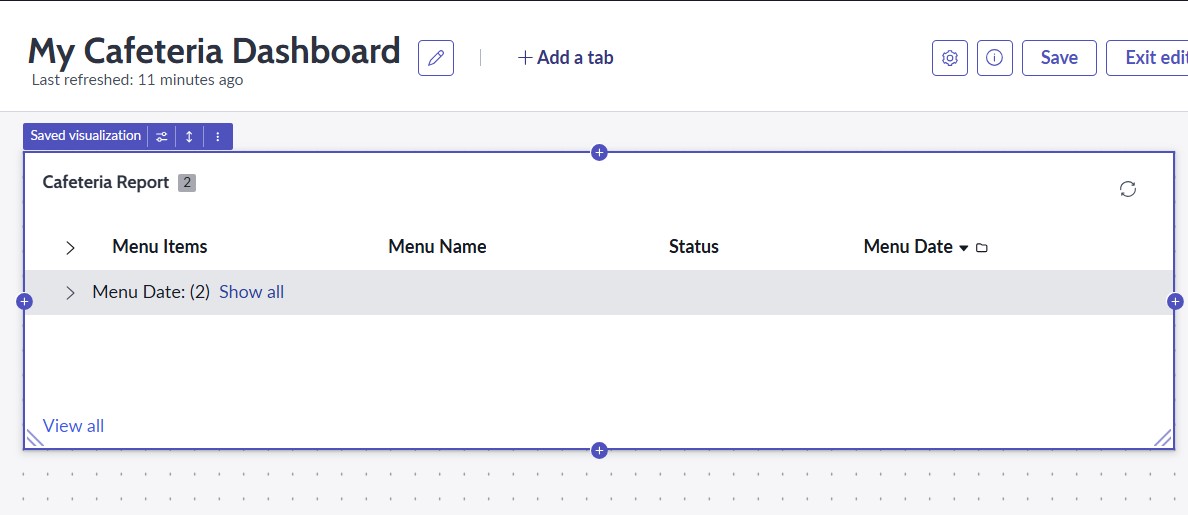 My Cafeteria Dashboard
Last refreshed: 11 minutes ago
+ Add a tab
Save
Exit edit
Saved visualization
Cafeteria Report 2
Menu Items Menu Name Status Menu Date
Menu Date: (2) Show all
View all